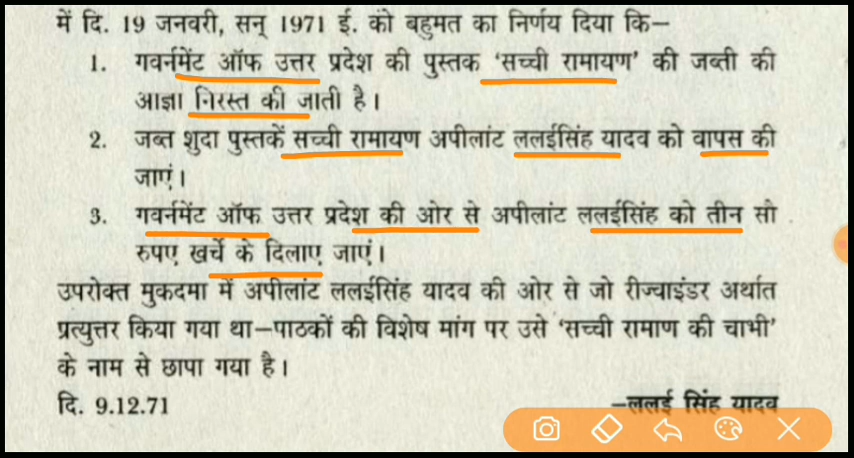 में दि. 19 जनवरी, सन् 1971 ई. को बहुमत का निर्णय दिया कि—
1. गवर्नमेंट ऑफ उत्तर प्रदेश की पुस्तक ‘सच्ची रामायण’ की जब्ती की
आज्ञा निरस्त की जाती है।
2. जब्त शुदा पुस्तकें सच्ची रामायण अपीलांट ललईसिंह यादव को वापस की
जाएं।
3. गवर्नमेंट ऑफ उत्तर प्रदेश की ओर से अपीलांट ललईसिंह को तीन सौ
रुपए खर्चे के दिलाए जाएं।
उपरोक्त मुकदमा में अपीलांट ललईसिंह यादव की ओर से जो रीज्वाइंडर अर्थात
प्रत्युत्तर किया गया था—पाठकों की विशेष मांग पर उसे ‘सच्ची रामाण की चाभी’
के नाम से छापा गया है।
दि. 9.12.71 —ललई सिंह यादव